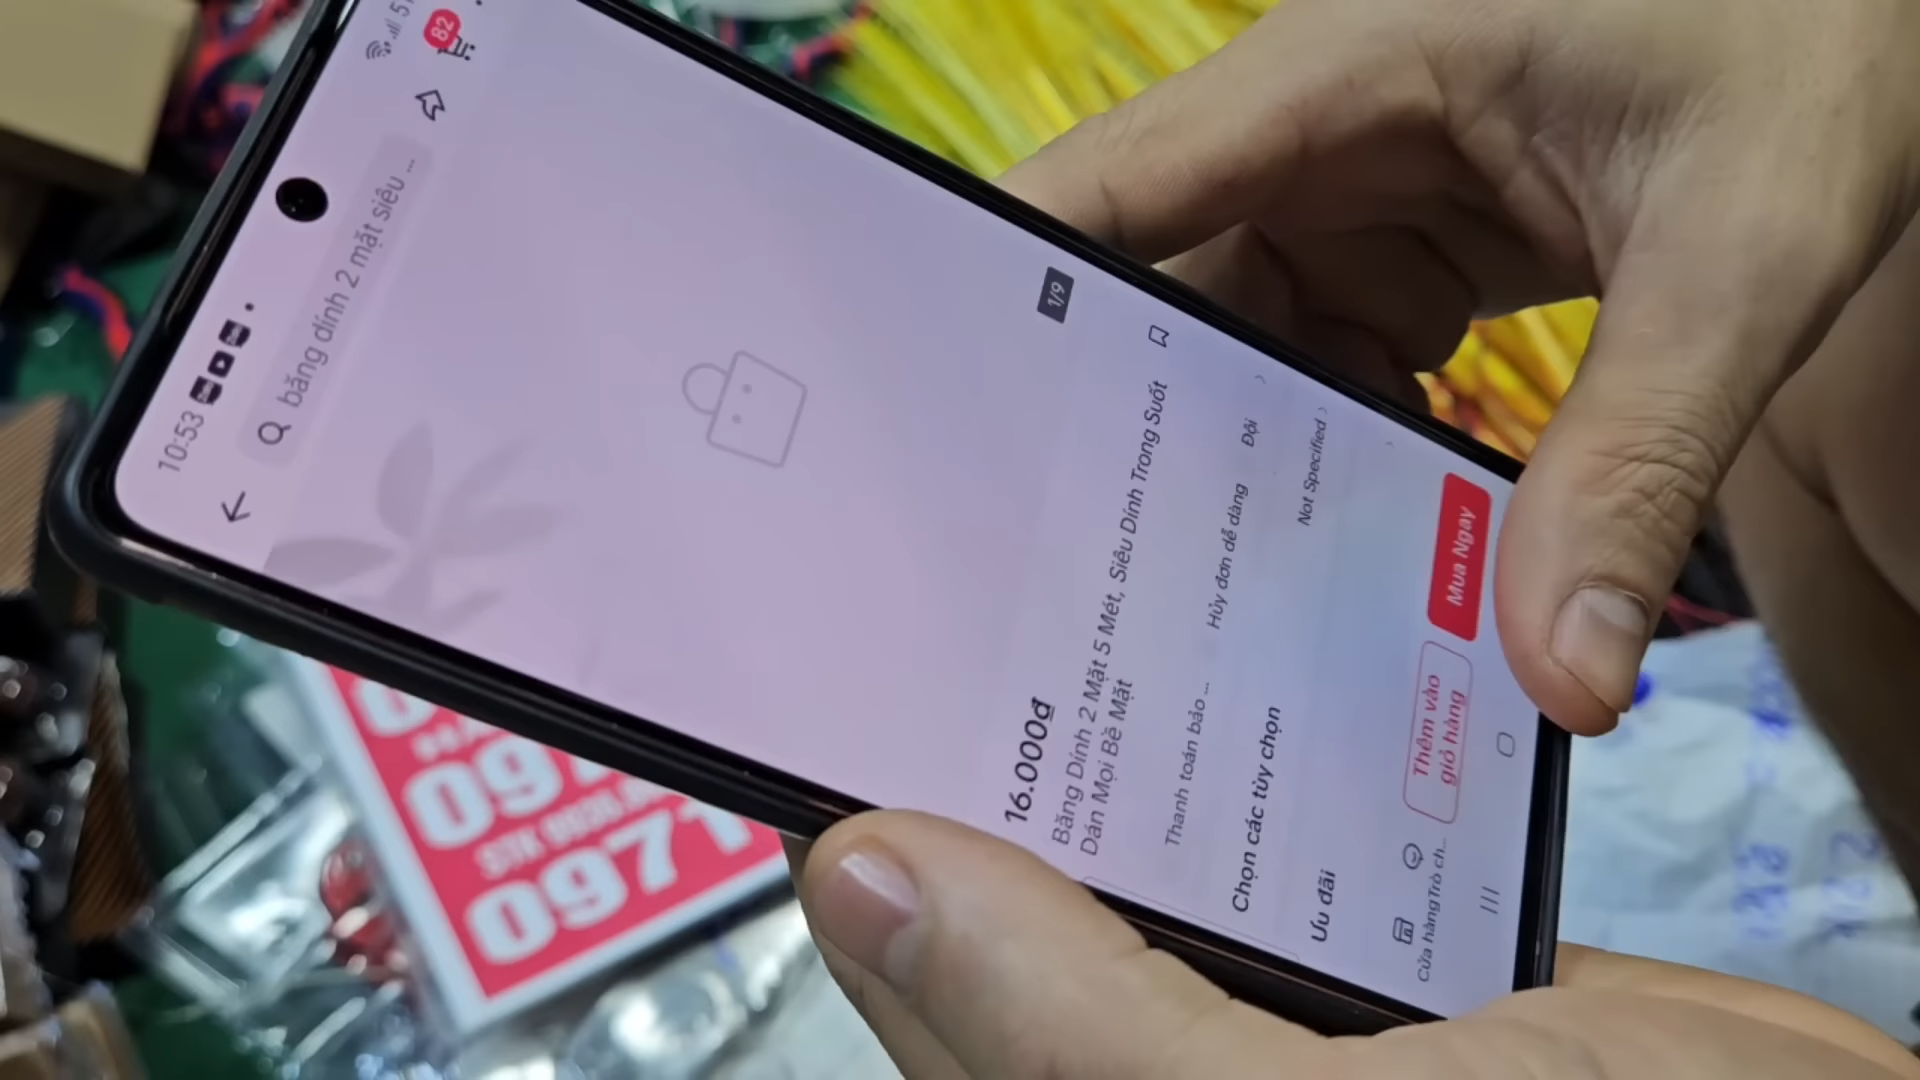 10:53
82
băng dính 2 mặt siêu ...
1/9
16.000đ
Băng Dính 2 Mặt 5 Mét, Siêu Dính Trong Suốt
Dán Mọi Bề Mặt
Thanh toán bảo ... Hủy đơn dễ dàng Đội
Chọn các tùy chọn
Not Specified
Ưu đãi
Cửa hàng
Trò ch...
Thêm vào
giỏ hàng
Mua Ngay
097
STK
0971